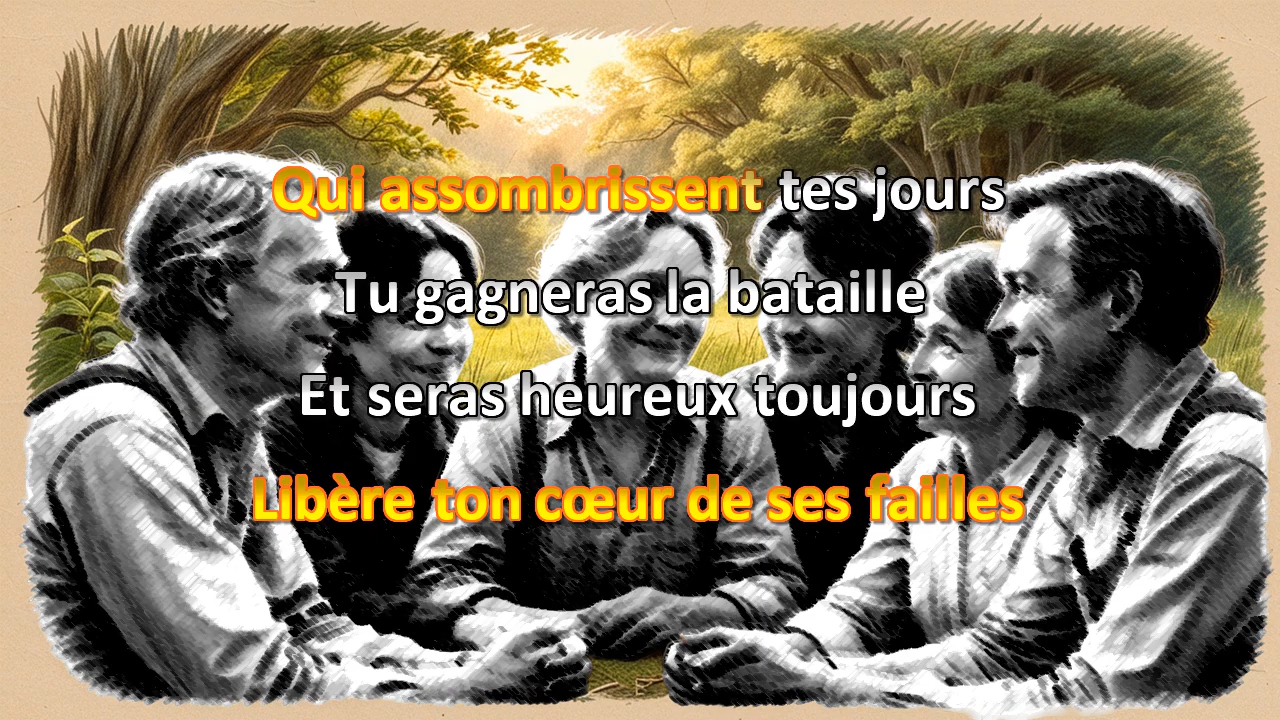 Qui assombrissent tes jours
Tu gagneras la bataille
Et seras heureux toujours
Libère ton cœur de ses failles